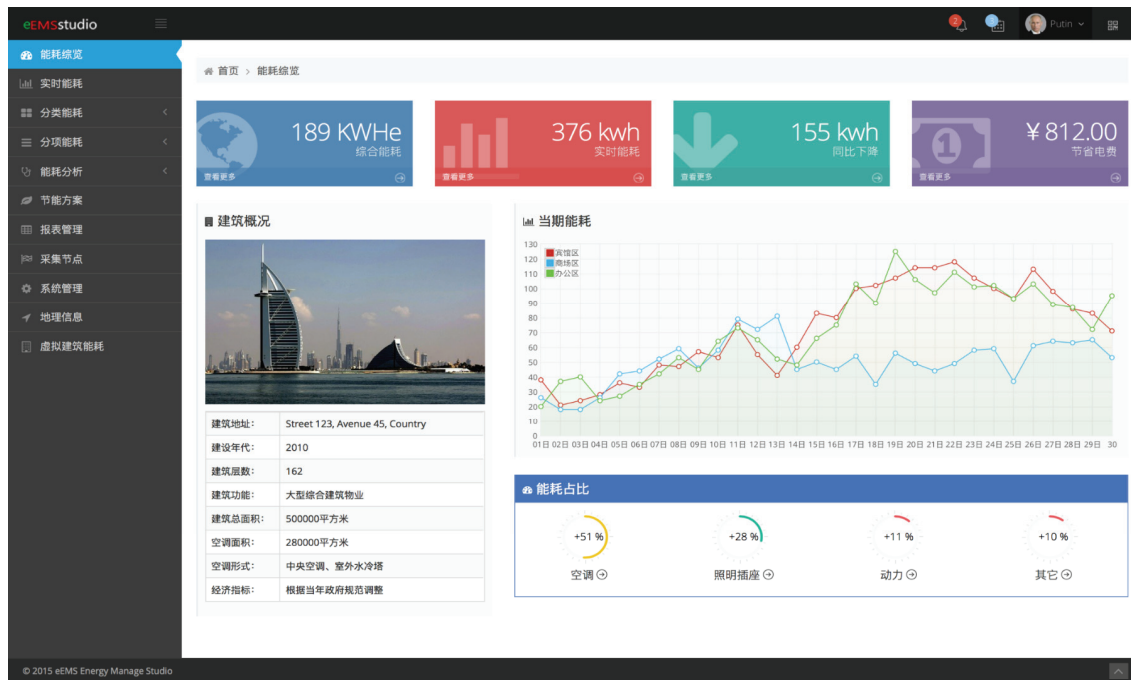 eEMSstudio
2
3
Putin
能耗综览
实时能耗
分类能耗
分项能耗
能耗分析
节能方案
报表管理
采集节点
系统管理
地理信息
虚拟建筑能耗
首页 > 能耗综览
189 KWHe
综合能耗
查看更多
376 kwh
实时能耗
查看更多
155 kwh
同比下降
查看更多
¥812.00
节省电费
查看更多
建筑概况
建筑地址: Street 123, Avenue 45, Country
建设年代: 2010
建筑层数: 162
建筑功能: 大型综合建筑物业
建筑总面积: 500000平方米
空调面积: 280000平方米
空调形式: 中央空调、室外水冷塔
经济指标: 根据当年政府规范调整
当期能耗
宾馆区
商场区
办公区
130
120
110
100
90
80
70
60
50
40
30
20
10
0
01日 02日 03日 04日 05日 06日 07日 08日 09日 10日 11日 12日 13日 14日 15日 16日 17日 18日 19日 20日 21日 22日 23日 24日 25日 26日 27日 28日 29日 30
能耗占比
+51 % +28 % +11 % +10 %
空调 照明插座 动力 其它
© 2015 eEMS Energy Manage Studio